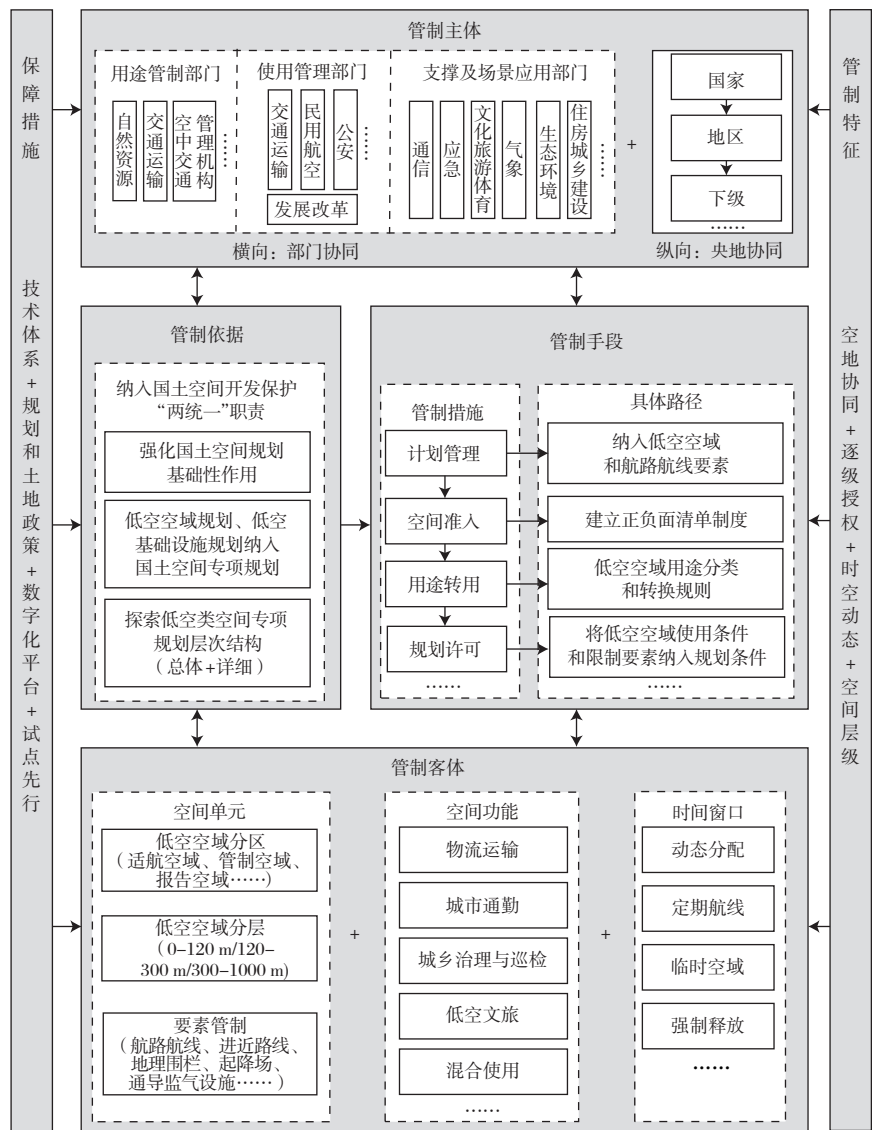 保障措施
技术体系+规划和土地政策+数字化平台+试点先行
管制主体
用途管制部门
自然资源
交通运输
空中交通
管理机构
……
使用管理部门
交通运输
民用航空
公安
……
发展改革
支撑及场景应用部门
通信
应急
文化旅游体育
气象
生态环境
住房城乡建设
……
+
国家
地区
下级
……
横向：部门协同
纵向：央地协同
管制依据
纳入国土空间开发保护
“两统一”职责
强化国土空间规划
基础性作用
低空空域规划、低空
基础设施规划纳入
国土空间专项规划
探索低空类空间专项
规划层次结构
（总体+详细）
管制手段
管制措施
计划管理
空间准入
用途转用
规划许可
……
具体路径
纳入低空空域
和航路航线要素
建立正负面清单制度
低空空域用途分类
和转换规则
将低空空域使用条件
和限制要素纳入规划条件
……
管制客体
空间单元
低空空域分区
（适航空域、管制空域、
报告空域……）
低空空域分层
（0-120 m/120-
300 m/300-1000 m)
要素管制
（航路航线、进近路线、
地理围栏、起降场、
通导监气设施……）
+
空间功能
物流运输
城市通勤
城乡治理与巡检
低空文旅
混合使用
……
+
时间窗口
动态分配
定期航线
临时空域
强制释放
……
管制特征
空地协同+逐级授权+时空动态+空间层级